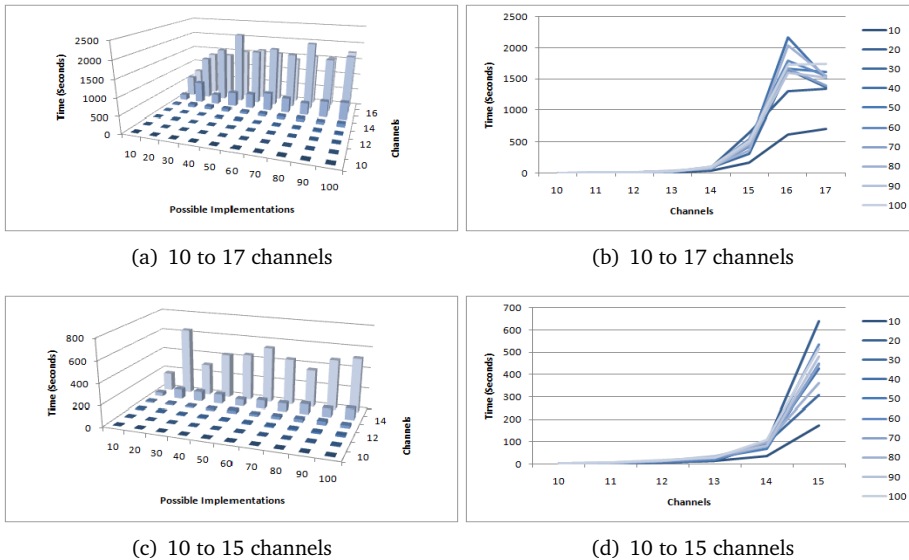 2500
2000
1500
1000
500
0
Time (Seconds)
10 20 30 40 50 60 70 80 90 100
Possible Implementations
16
14
12
10
Channels
(a) 10 to 17 channels
2500
2000
1500
1000
500
0
Time (Seconds)
10 11 12 13 14 15 16 17
Channels
10
20
30
40
50
60
70
80
90
100
(b) 10 to 17 channels
800
600
400
200
0
Time (Seconds)
10 20 30 40 50 60 70 80 90 100
Possible Implementations
14
12
10
Channels
(c) 10 to 15 channels
700
600
500
400
300
200
100
0
Time (Seconds)
10 11 12 13 14 15
Channels
10
20
30
40
50
60
70
80
90
100
(d) 10 to 15 channels